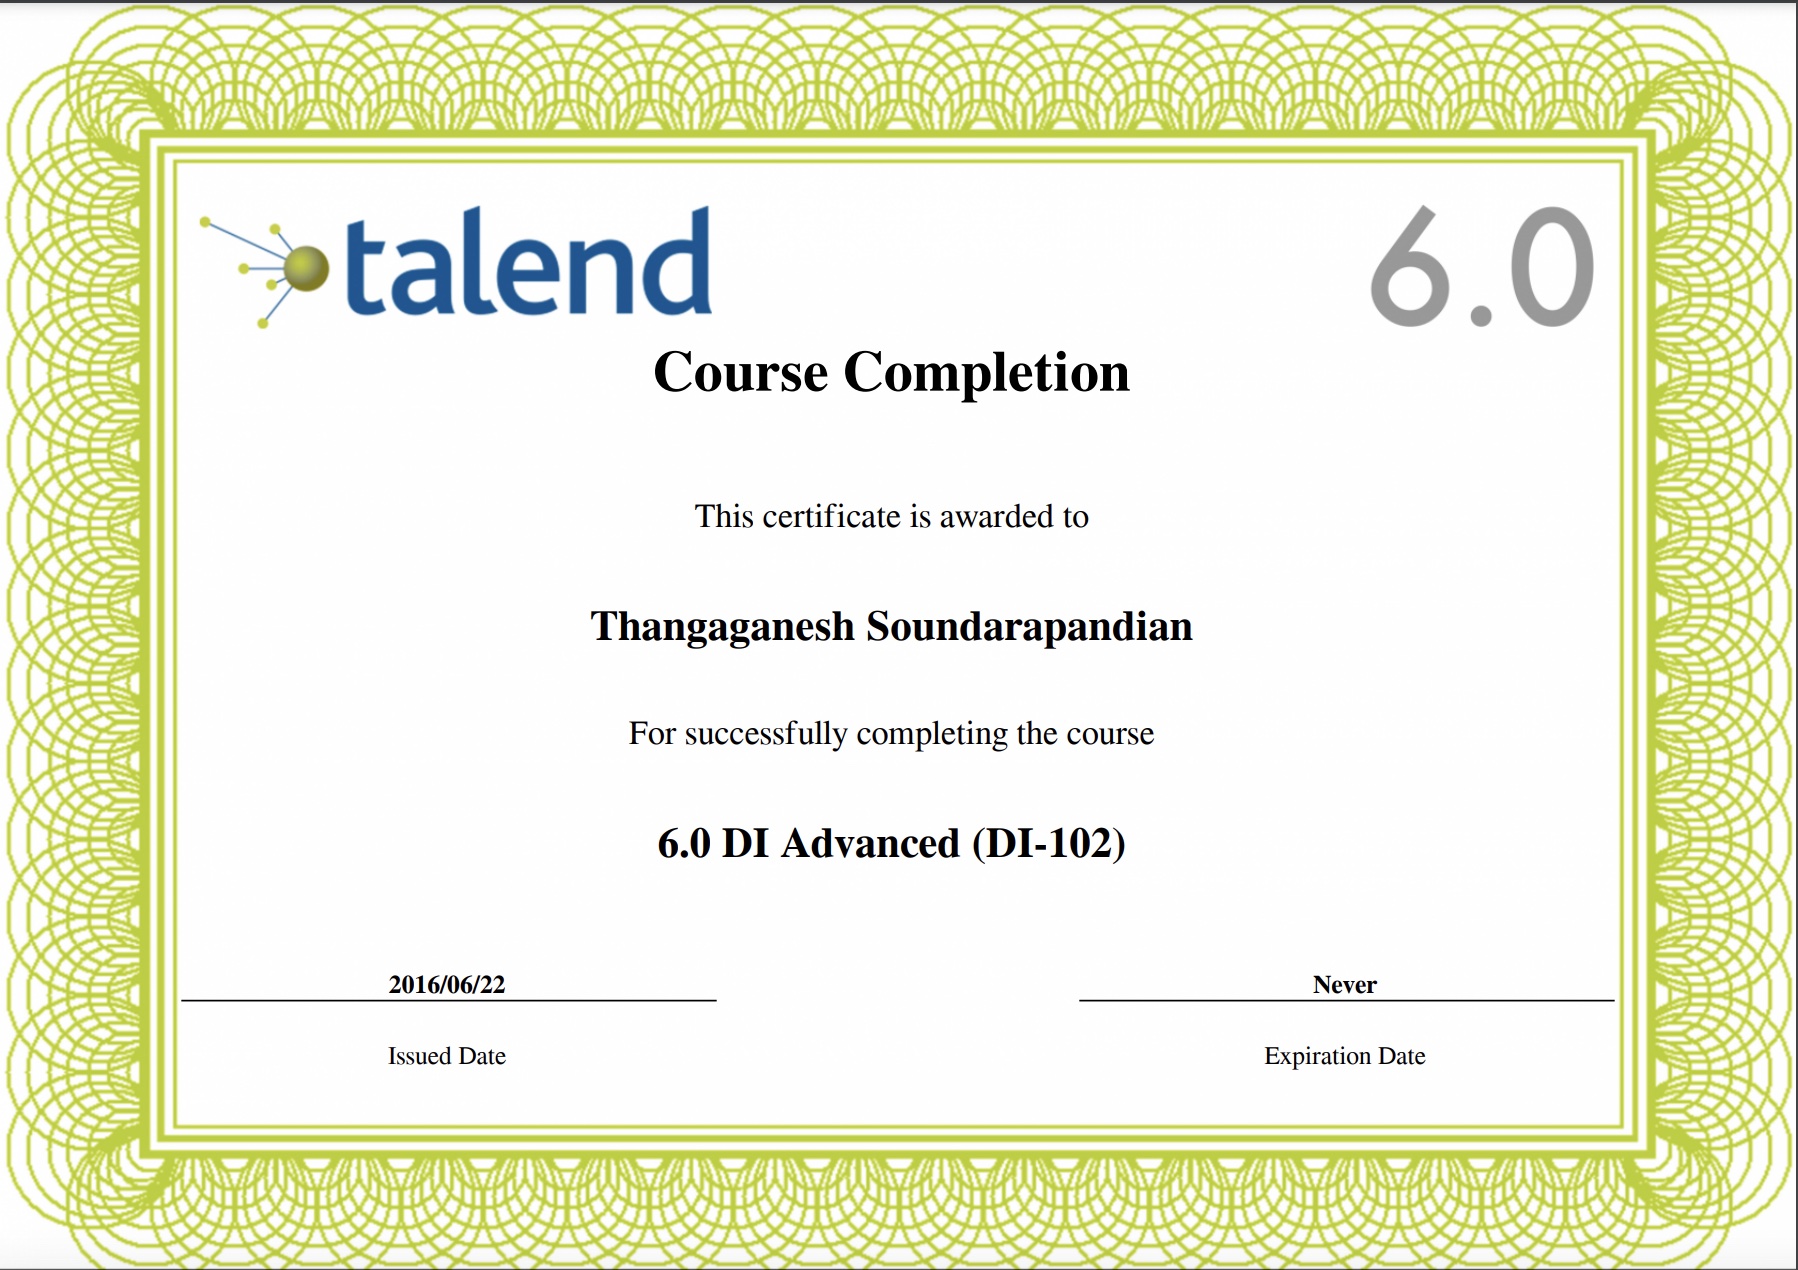 talend
6.0
Course Completion
This certificate is awarded to
Thangaganesh Soundarapandian
For successfully completing the course
6.0 DI Advanced (DI-102)
2016/06/22
Never
Issued Date
Expiration Date